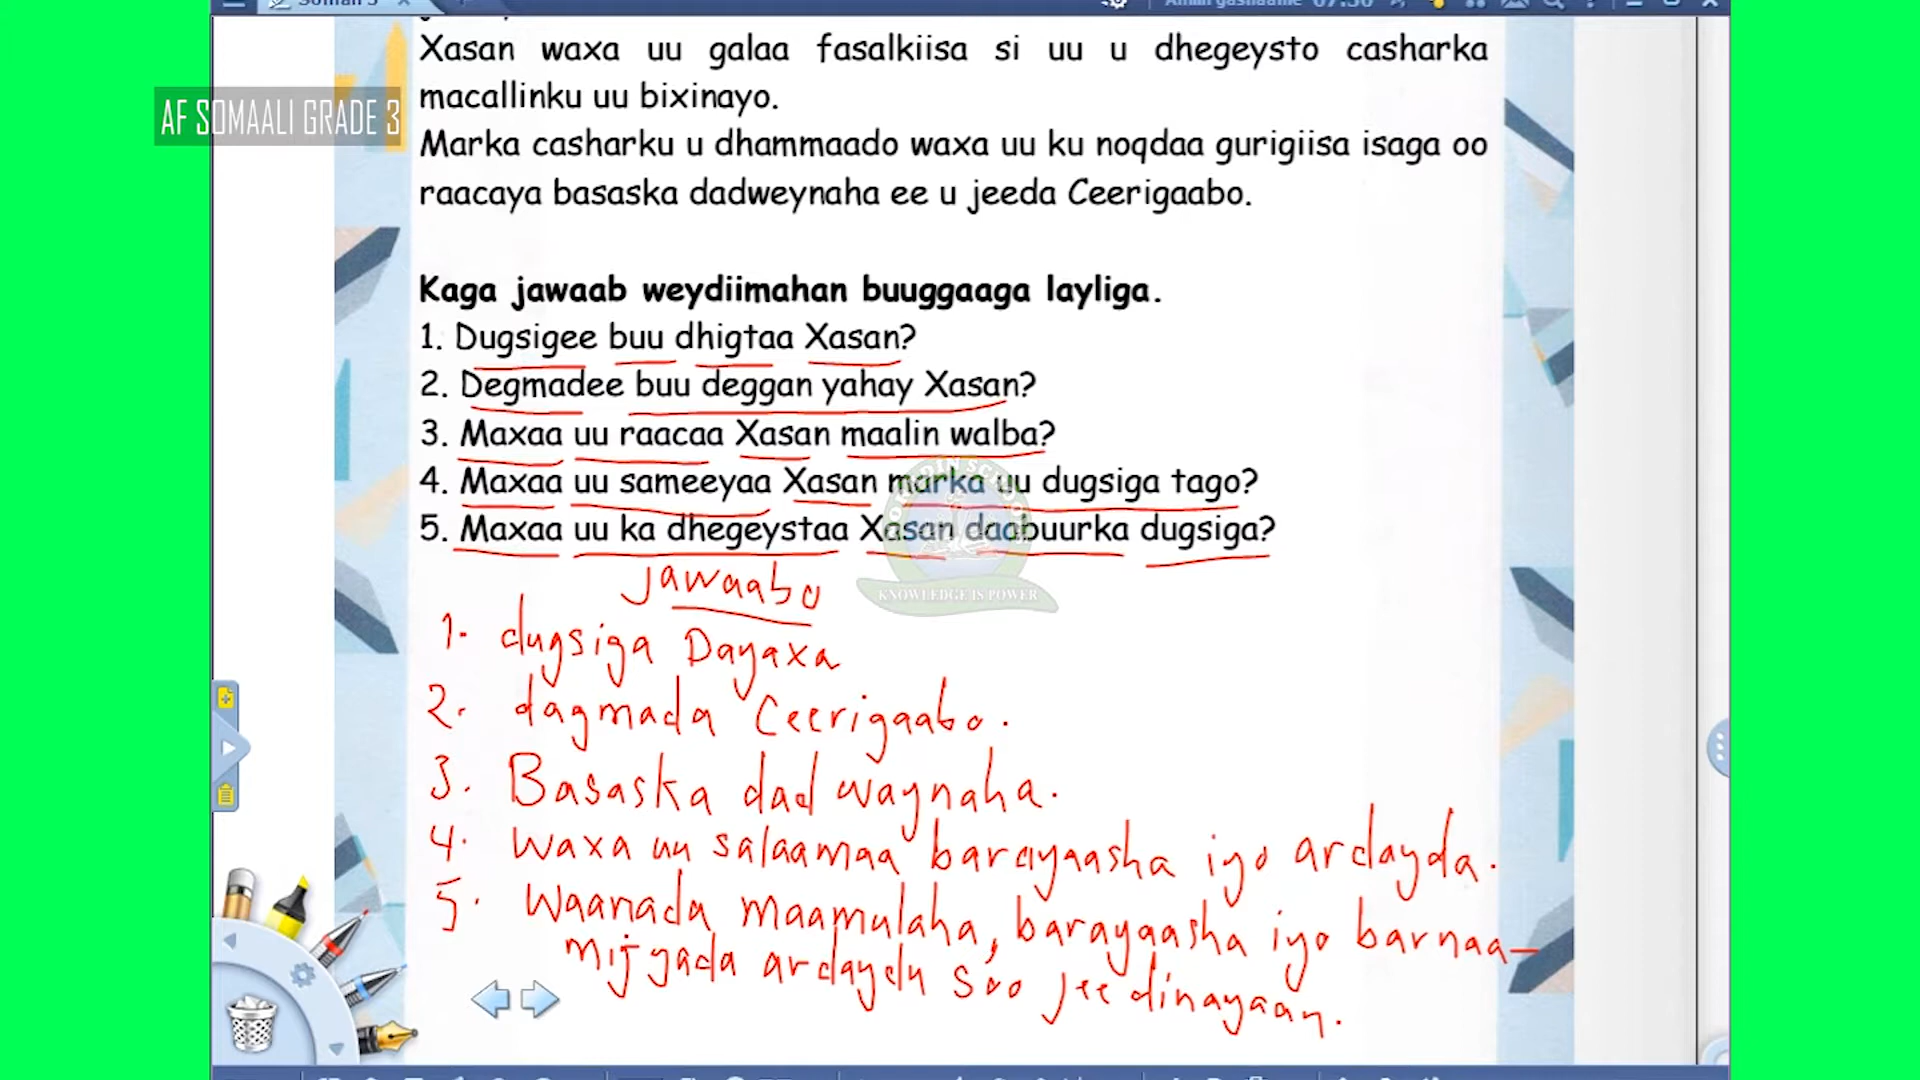 Somali 3
Xasan waxa uu galaa fasalkiisa si uu u dhegeysto casharka
macallinku uu bixinayo.
AF SOMAALI GRADE 3
Marka casharku u dhammaado waxa uu ku noqdaa gurigiisa isaga oo
raacaya basaska dadweynaha ee u jeeda Ceerigaabo.
Kaga jawaab weydiimahan buuggaaga layliga.
1. Dugsigee buu dhigtaa Xasan?
2. Degmadee buu deggan yahay Xasan?
3. Maxaa uu raacaa Xasan maalin walba?
4. Maxaa uu sameeyaa Xasan marka uu dugsiga tago?
5. Maxaa uu ka dhegeystaa Xasan daabuurka dugsiga?
KNOWLEDGE IS POWER
Jawaabo
1. dugsiga Dayaxa
2. dagmada Ceerigaabo.
3. Basaska dad waynaha.
4. Waxa uu salaamaa barayaasha iyo ardayda.
5. Waanada maamulaha, barayaasha iyo barnaa-
mijyada ardaydu soo jeedinayaan.